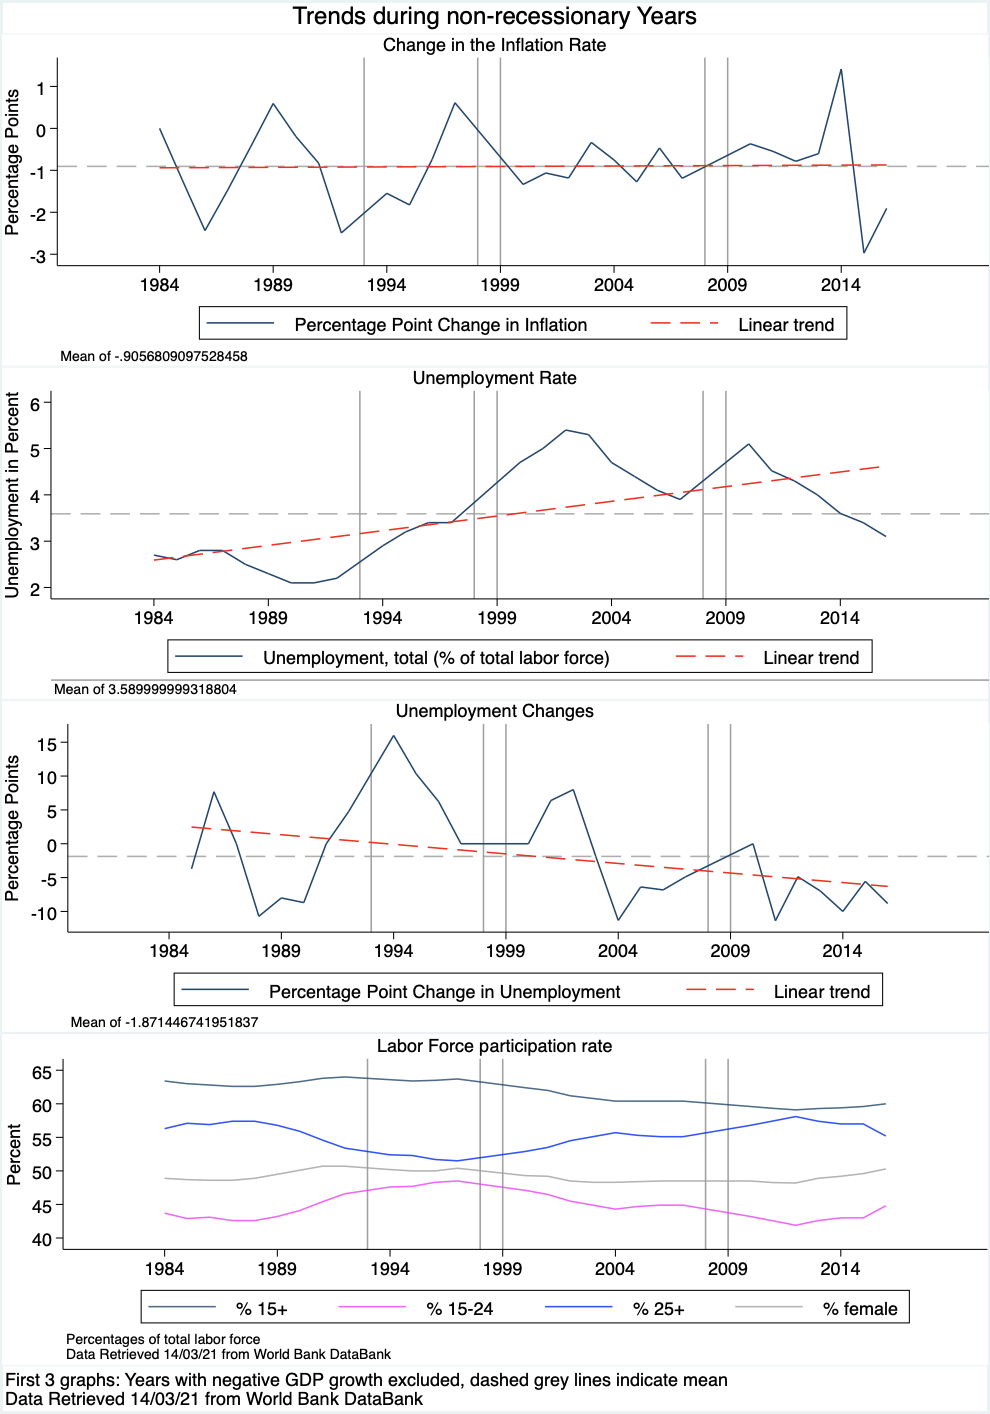 Trends during non-recessionary Years
Change in the Inflation Rate
Percentage Points
1
0
-1
-2
-3
1984 1989 1994 1999 2004 2009 2014
Percentage Point Change in Inflation Linear trend
Mean of -.9056809097528458
Unemployment Rate
Unemployment in Percent
6
5
4
3
2
1984 1989 1994 1999 2004 2009 2014
Unemployment, total (% of total labor force) Linear trend
Mean of 3.589999999318804
Unemployment Changes
Percentage Points
15
10
5
0
-5
-10
1984 1989 1994 1999 2004 2009 2014
Percentage Point Change in Unemployment Linear trend
Mean of -1.871446741951837
Labor Force participation rate
Percent
65
60
55
50
45
40
1984 1989 1994 1999 2004 2009 2014
% 15+ % 15-24 % 25+ % female
Percentages of total labor force
Data Retrieved 14/03/21 from World Bank DataBank
First 3 graphs: Years with negative GDP growth excluded, dashed grey lines indicate mean
Data Retrieved 14/03/21 from World Bank DataBank